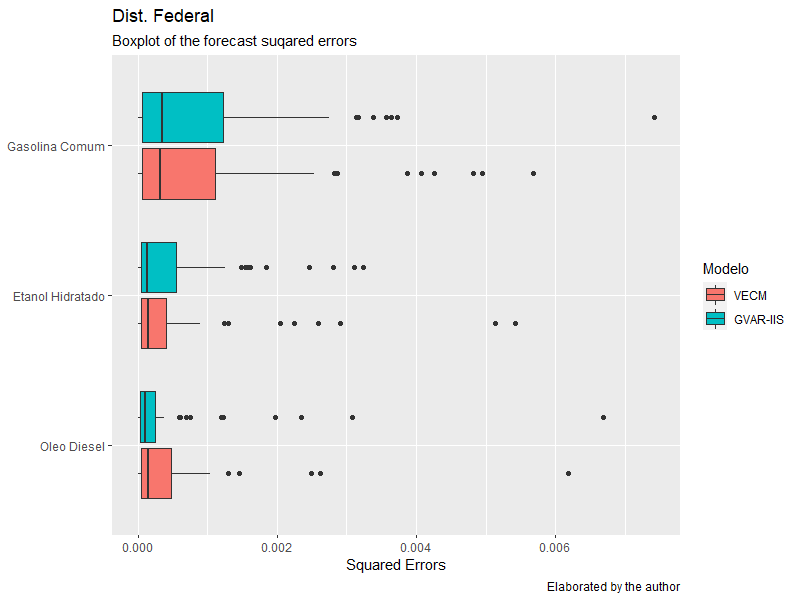 Dist. Federal
Boxplot of the forecast suqared errors
Gasolina Comum
Etanol Hidratado
Oleo Diesel
0.000
0.002
0.004
0.006
Squared Errors
Modelo
VECM
GVAR-IIS
Elaborated by the author